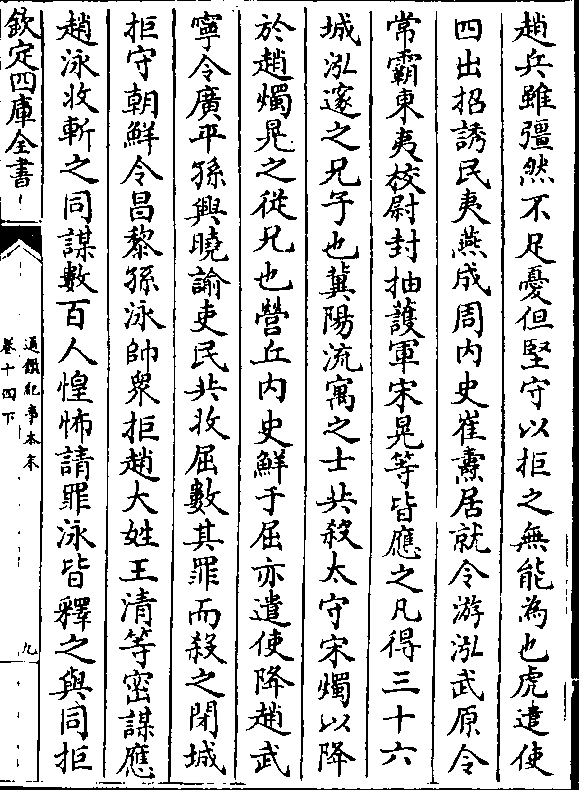 趙兵雖彊然不足憂但堅守以拒之無能為也虎遣使
四出招誘民夷燕成周内史崔燾居就令游泓武原令
常霸東夷校尉封抽護軍宋晃等皆應之凡得三十六
城泓邃之兄子也冀陽流寓之士共殺太守宋燭以降
於趙燭晃之從兄也營丘内史鮮于屈亦遣使降趙武
寧令廣平孫興曉諭吏民共收屈數其罪而殺之閉城
拒守朝鮮令昌黎孫泳帥衆拒趙大姓王清等密謀應
趙泳收斬之同謀數百人惶怖請罪泳皆釋之與同拒
欽定四庫全書
通鑑紀事本末
卷十四下
九